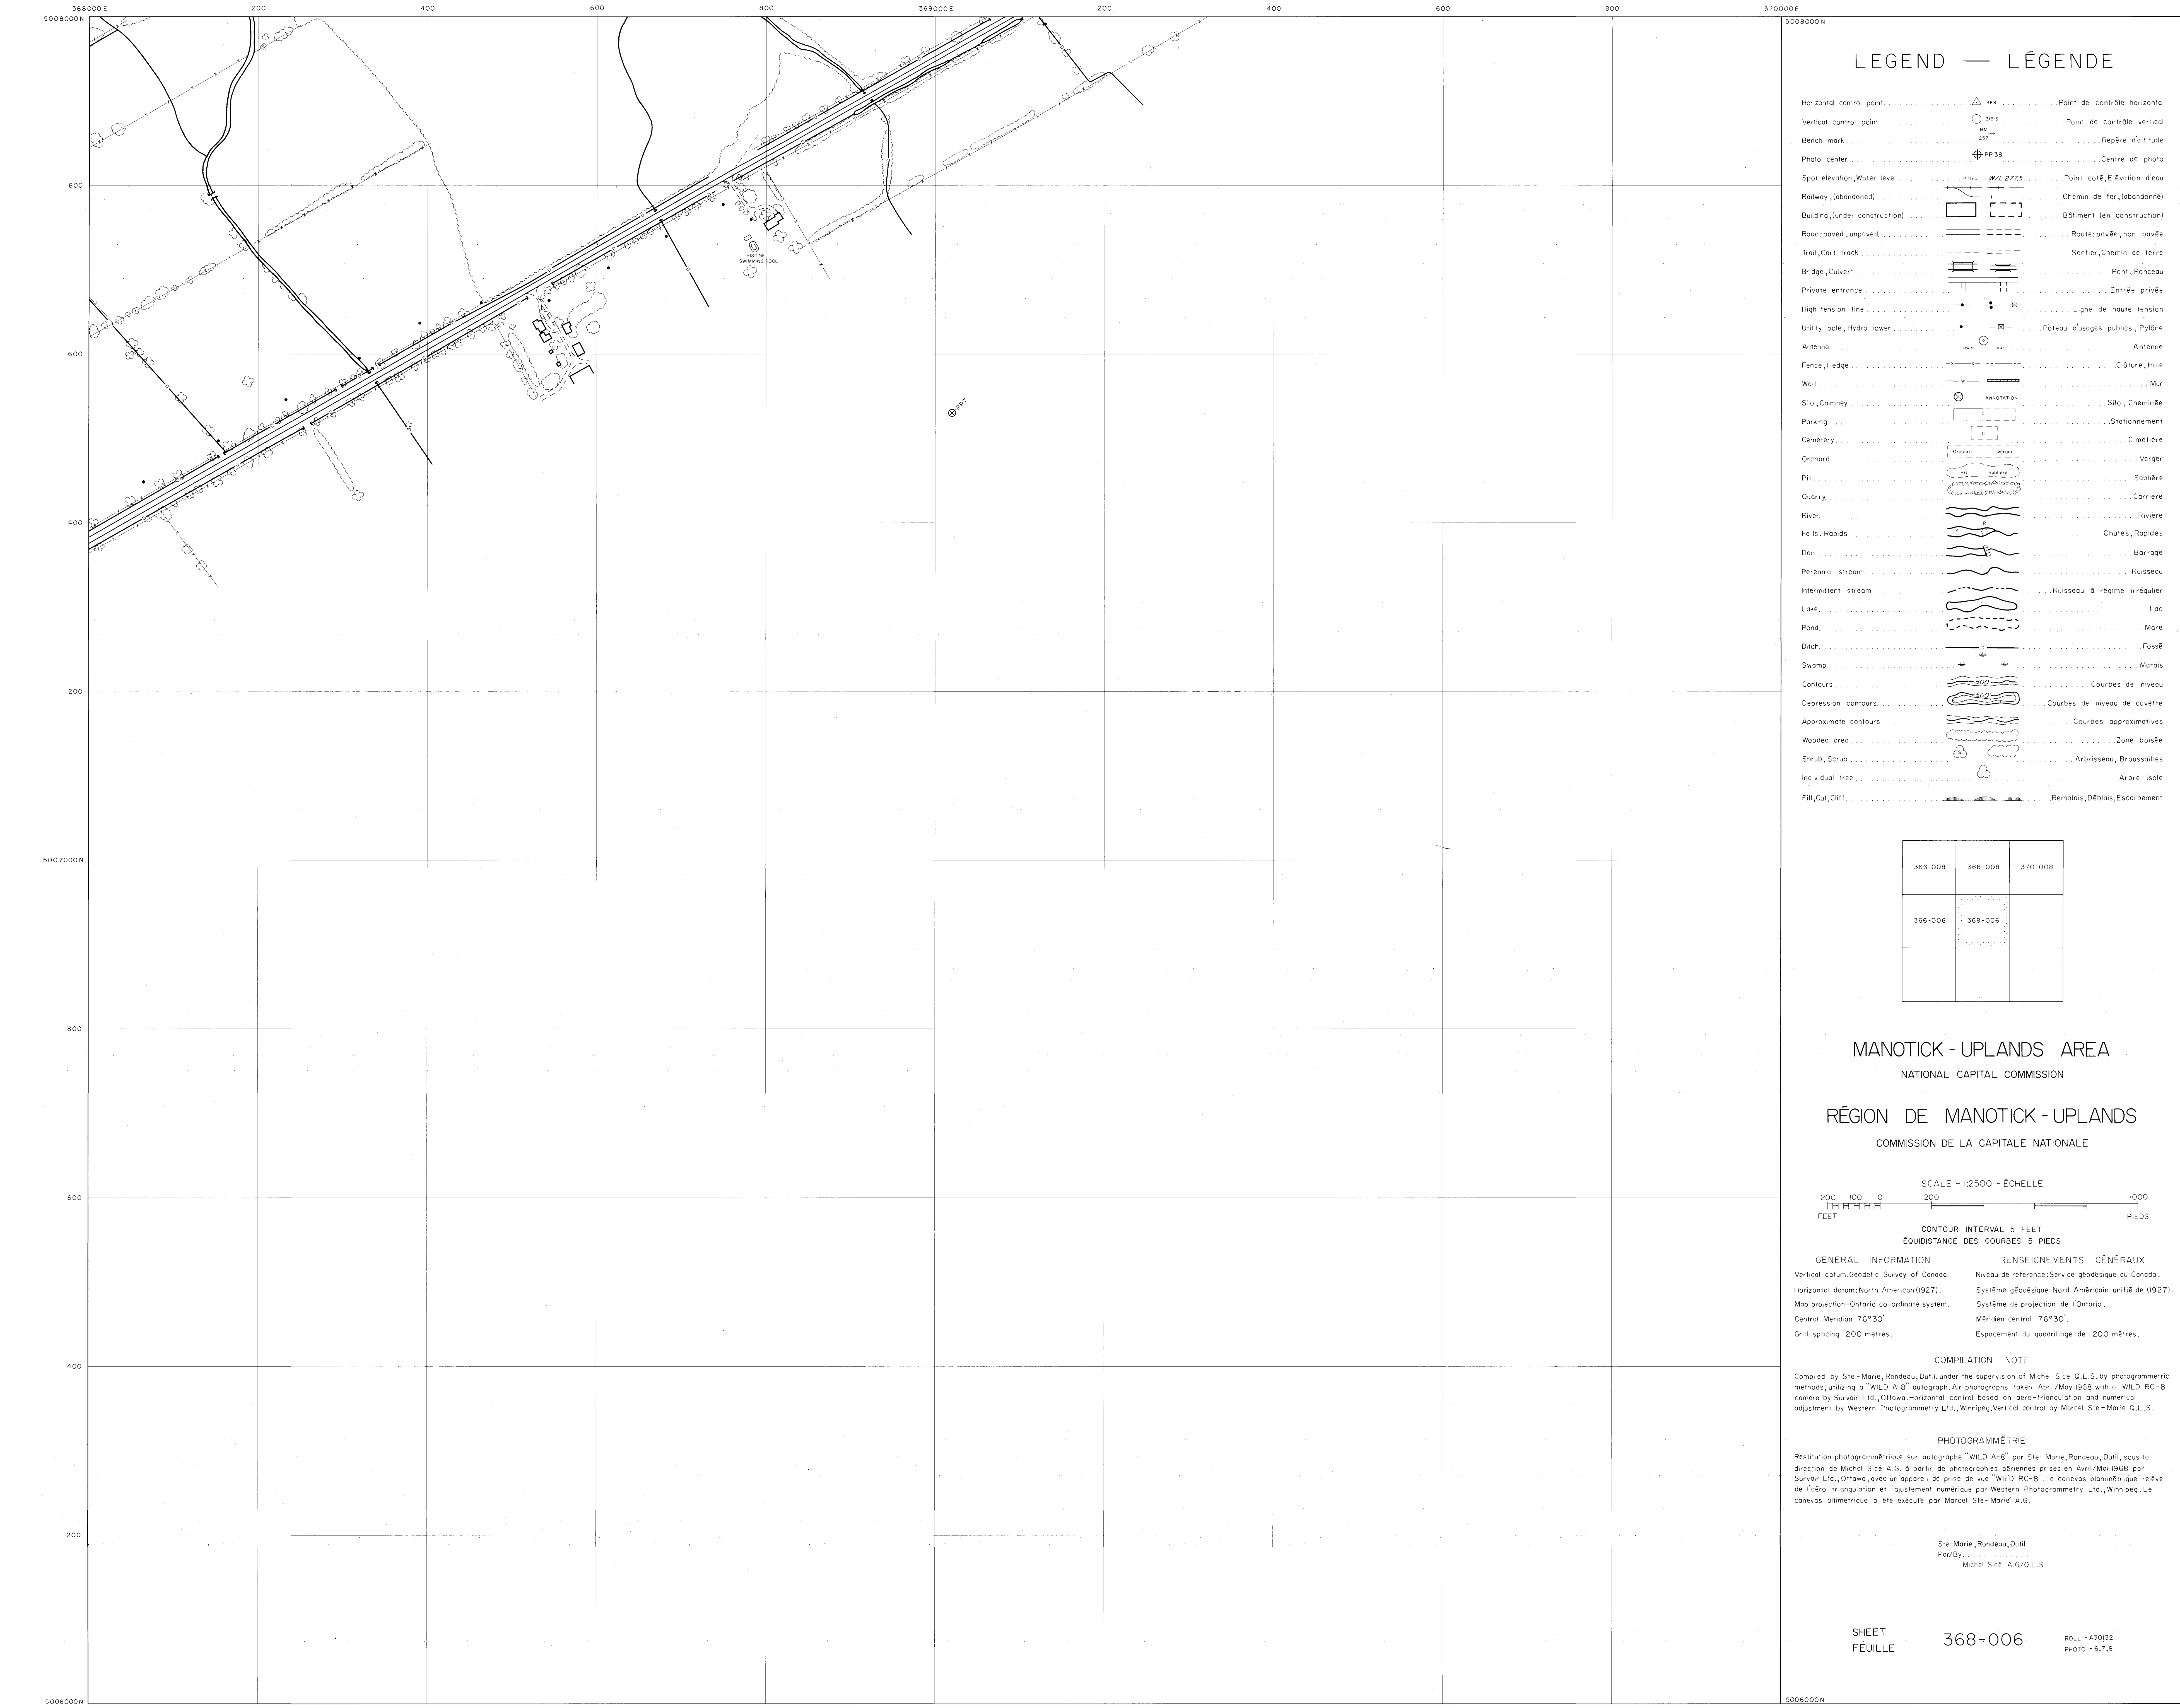 368000E 200 400 600 800 369000E 200 400 600 800 370000E
5008000N
5008000N
800
600
400
200
5007000N
800
600
400
200
5006000N
5006000N
PISCINE
SWIMMING POOL
PP7
LEGEND — LÉGENDE
Horizontal control point 368 Point de contrôle horizontal
Vertical control point 313.5 Point de contrôle vertical
BM
257
Bench mark Repère d'altitude
Photo center PP38 Centre de photo
Spot elevation, Water level 275.5 W/L 277.5 Point coté, Elévation d'eau
Railway, (abandoned) Chemin de fer, (abandonné)
Building, (under construction) Bâtiment (en construction)
Road: paved, unpaved Route: pavée, non-pavée
Trail, Cart track Sentier, Chemin de terre
Bridge, Culvert Pont, Ponceau
Private entrance Entrée privée
High tension line Ligne de haute tension
Utility pole, Hydro tower Poteau d'usages publics, Pylône
Antenna Tower Tour Antenne
Fence, Hedge Clôture, Haie
Wall Mur
Silo, Chimney ANNOTATION Silo, Cheminée
Parking P Stationnement
Cemetery C Cimetière
Orchard Orchard Verger Verger
Pit Pit Sablière Sablière
Quarry Carrière
River Rivière
Falls, Rapids R Chutes, Rapides
Dam Barrage
Perennial stream Ruisseau
Intermittent stream Ruisseau à régime irrégulier
Lake Lac
Pond Mare
Ditch D Fossé
Swamp Marais
Contours 500 Courbes de niveau
Depression contours 500 Courbes de niveau de cuvette
Approximate contours Courbes approximatives
Wooded area Zone boisée
Shrub, Scrub S Arbrisseau, Broussailles
Individual tree Arbre isolé
Fill, Cut, Cliff Remblais, Déblais, Escarpement
366-008 368-008 370-008
366-006 368-006
MANOTICK - UPLANDS AREA
NATIONAL CAPITAL COMMISSION
RÉGION DE MANOTICK - UPLANDS
COMMISSION DE LA CAPITALE NATIONALE
SCALE - 1:2500 - ÉCHELLE
200 100 0 200 1000
FEET PIEDS
CONTOUR INTERVAL 5 FEET
ÉQUIDISTANCE DES COURBES 5 PIEDS
GENERAL INFORMATION
Vertical datum: Geodetic Survey of Canada.
Horizontal datum: North American (1927).
Map projection - Ontario co-ordinate system.
Central Meridian 76°30'.
Grid spacing - 200 metres.
RENSEIGNEMENTS GÉNÉRAUX
Niveau de référence: Service géodésique du Canada.
Système géodésique Nord Américain unifié de (1927).
Système de projection de l'Ontario.
Méridien central 76°30'.
Espacement du quadrillage de - 200 mètres.
COMPILATION NOTE
Compiled by Ste-Marie, Rondeau, Dutil, under the supervision of Michel Sicé Q.L.S, by photogrammetric
methods, utilizing a "WILD A-8" autograph. Air photographs taken April/May 1968 with a "WILD RC-8"
camera by Survair Ltd., Ottawa. Horizontal control based on aero-triangulation and numerical
adjustment by Western Photogrammetry Ltd., Winnipeg. Vertical control by Marcel Ste-Marie Q.L.S.
PHOTOGRAMMÉTRIE
Restitution photogrammétrique sur autographe "WILD A-8" par Ste-Marie, Rondeau, Dutil, sous la
direction de Michel Sicé A.G. à partir de photographies aériennes prises en Avril/Mai 1968 par
Survair Ltd., Ottawa, avec un appareil de prise de vue "WILD RC-8". Le canevas planimétrique relève
de l'aéro-triangulation et l'ajustement numérique par Western Photogrammetry Ltd., Winnipeg. Le
canevas altimétrique a été exécuté par Marcel Ste-Marie A.G.
Ste-Marie, Rondeau, Dutil
Par/By
Michel Sicé A.G/Q.L.S
SHEET
FEUILLE
368-006
ROLL - A30132
PHOTO - 6,7,8